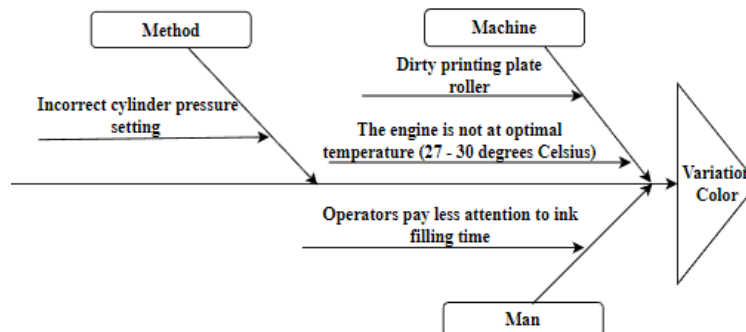 Method
Machine
Dirty printing plate
roller
Incorrect cylinder pressure
setting
The engine is not at optimal
temperature (27 - 30 degrees Celsius)
Variation
Color
Operators pay less attention to ink
filling time
Man